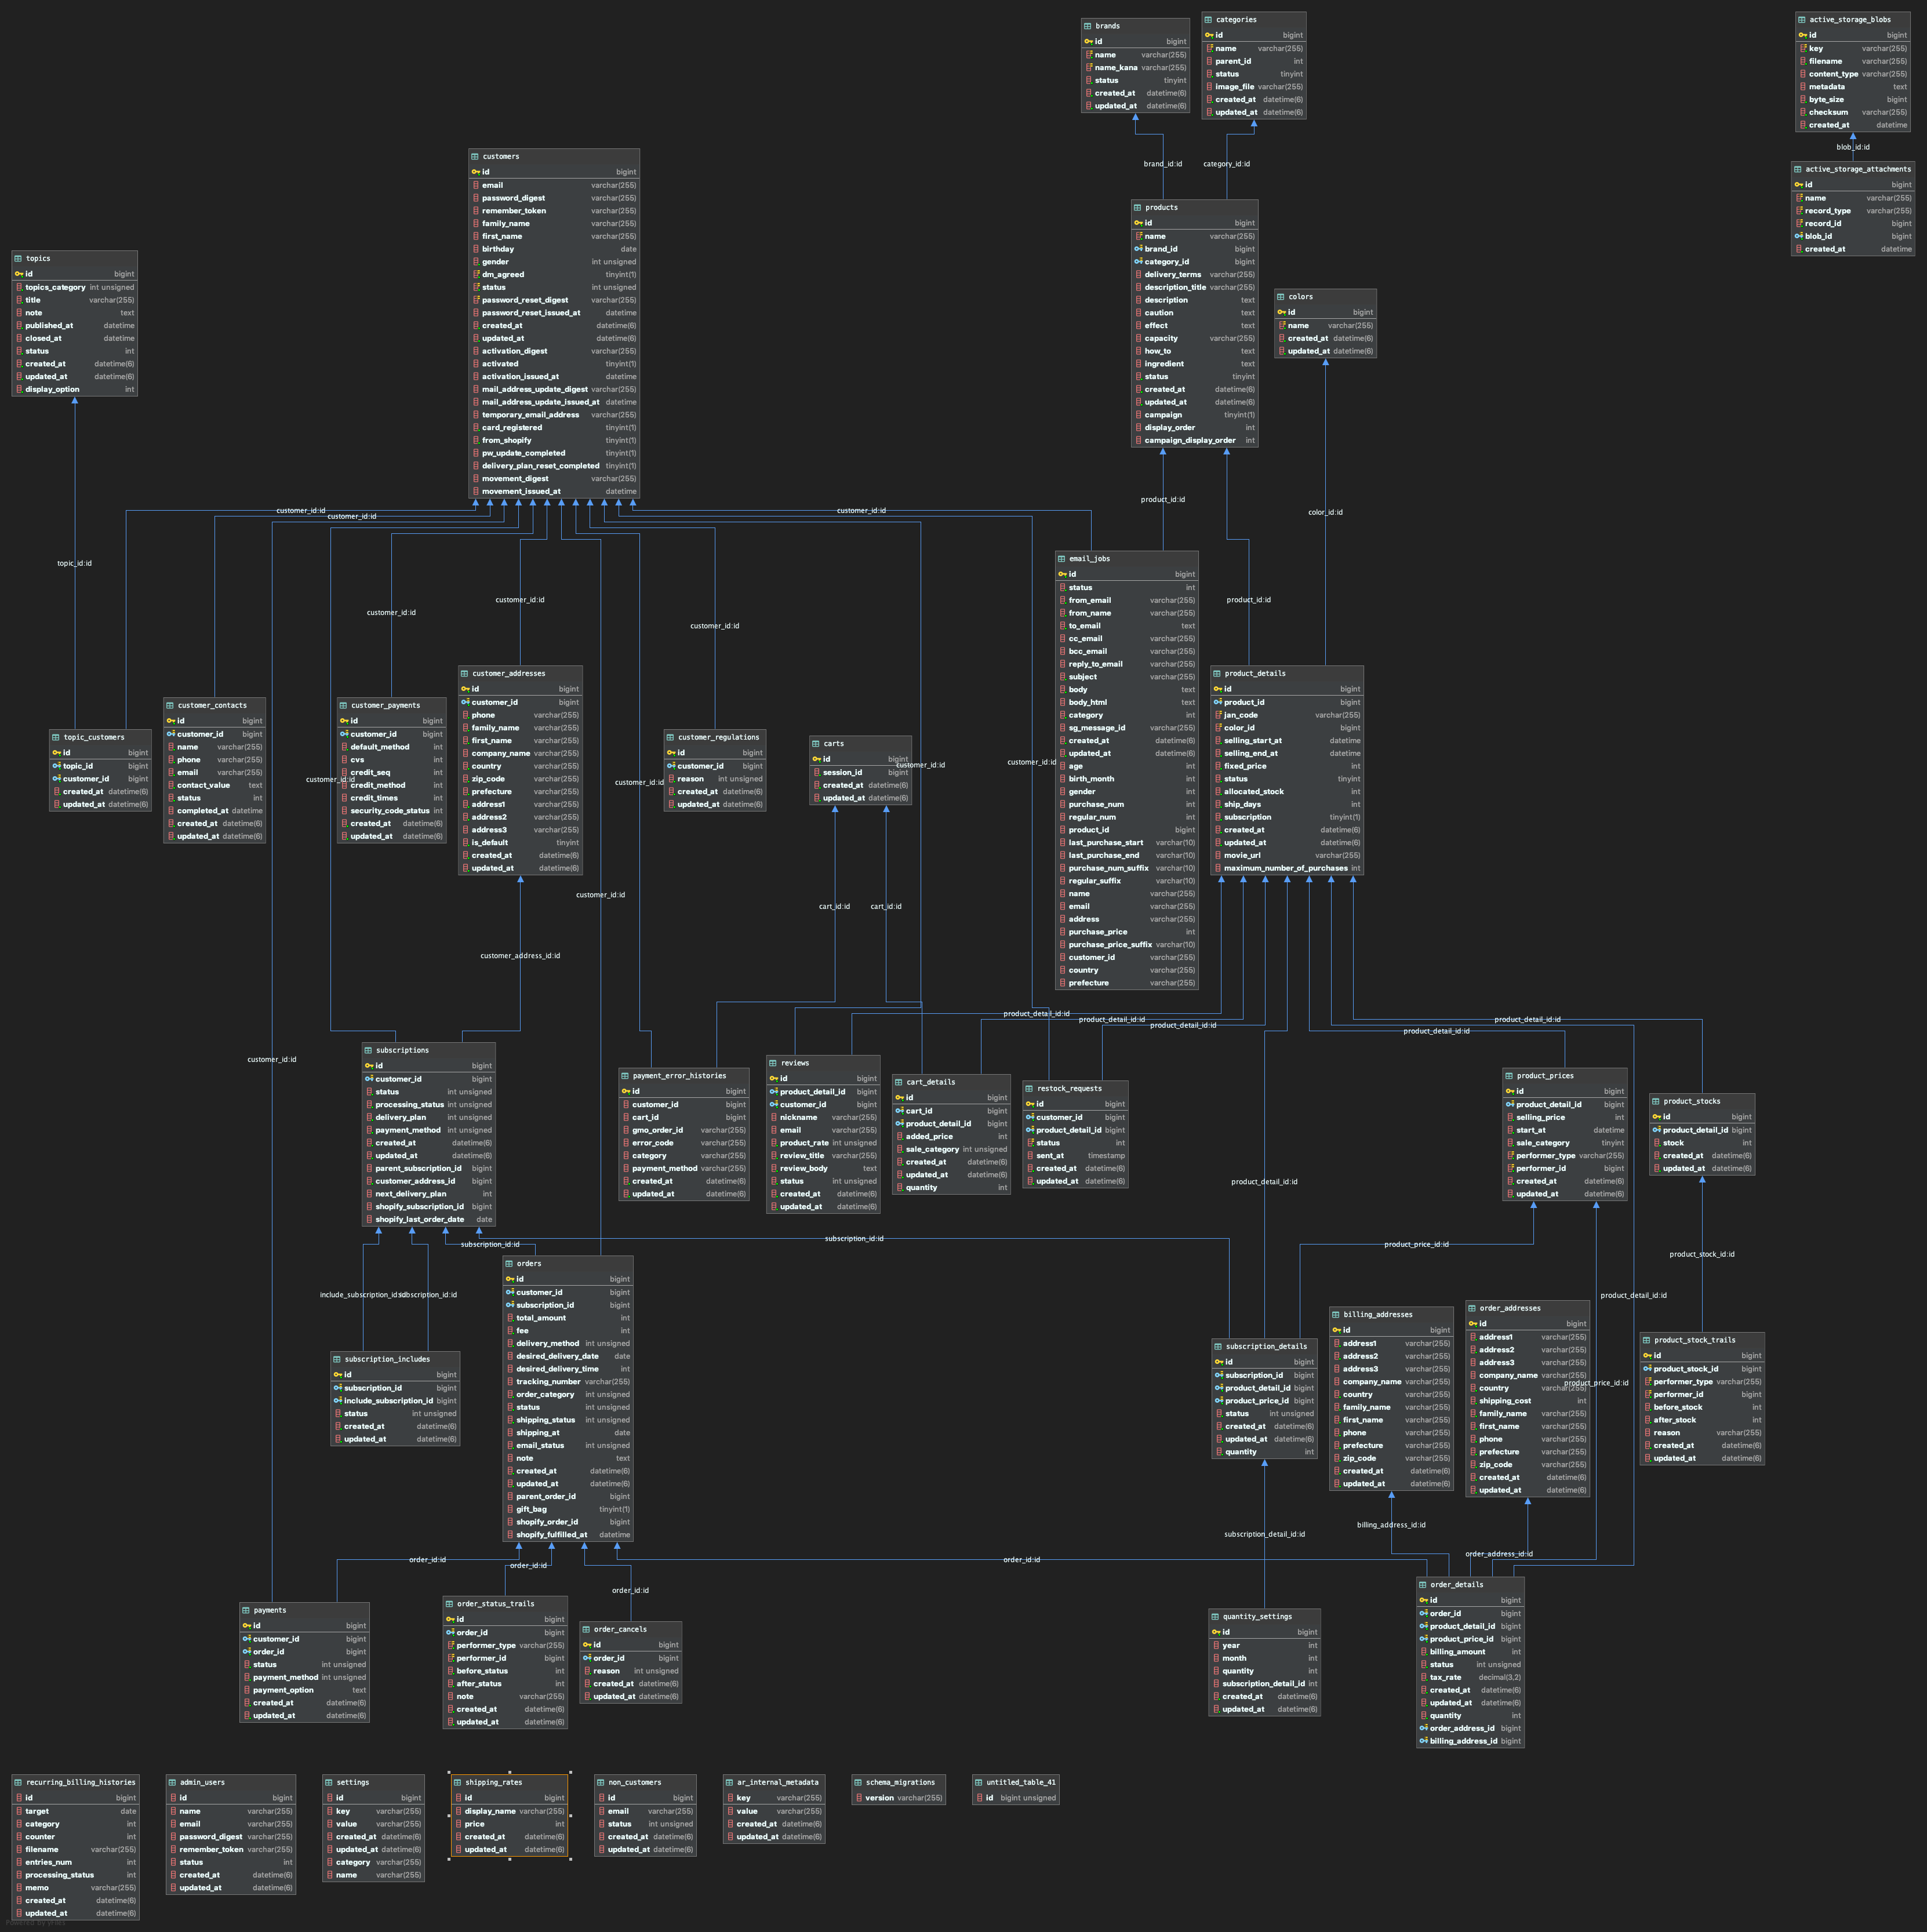 brands
id bigint
name varchar(255)
name_kana varchar(255)
status tinyint
created_at datetime(6)
updated_at datetime(6)
categories
id bigint
name varchar(255)
parent_id int
status tinyint
image_file varchar(255)
created_at datetime(6)
updated_at datetime(6)
active_storage_blobs
id bigint
key varchar(255)
filename varchar(255)
content_type varchar(255)
metadata text
byte_size bigint
checksum varchar(255)
created_at datetime
blob_id:id
active_storage_attachments
id bigint
name varchar(255)
record_type varchar(255)
record_id bigint
blob_id bigint
created_at datetime
brand_id:id
category_id:id
customers
id bigint
email varchar(255)
password_digest varchar(255)
remember_token varchar(255)
family_name varchar(255)
first_name varchar(255)
birthday date
gender int unsigned
dm_agreed tinyint(1)
status int unsigned
password_reset_digest varchar(255)
password_reset_issued_at datetime
created_at datetime(6)
updated_at datetime(6)
activation_digest varchar(255)
activated tinyint(1)
activation_issued_at datetime
mail_address_update_digest varchar(255)
mail_address_update_issued_at datetime
temporary_email_address varchar(255)
card_registered tinyint(1)
from_shopify tinyint(1)
pw_update_completed tinyint(1)
delivery_plan_reset_completed tinyint(1)
movement_digest varchar(255)
movement_issued_at datetime
products
id bigint
name varchar(255)
brand_id bigint
category_id bigint
delivery_terms varchar(255)
description_title varchar(255)
description text
caution text
effect text
capacity varchar(255)
how_to text
ingredient text
status tinyint
created_at datetime(6)
updated_at datetime(6)
campaign tinyint(1)
display_order int
campaign_display_order int
topics
id bigint
topics_category int unsigned
title varchar(255)
note text
published_at datetime
closed_at datetime
status int
created_at datetime(6)
updated_at datetime(6)
display_option int
colors
id bigint
name varchar(255)
created_at datetime(6)
updated_at datetime(6)
product_id:id
color_id:id
customer_id:id
customer_id:id
customer_id:id
topic_id:id
customer_id:id
customer_id:id
customer_id:id
product_id:id
email_jobs
id bigint
status int
from_email varchar(255)
from_name varchar(255)
to_email text
cc_email varchar(255)
bcc_email varchar(255)
reply_to_email varchar(255)
subject varchar(255)
body text
body_html text
category int
sg_message_id varchar(255)
created_at datetime(6)
updated_at datetime(6)
age int
birth_month int
gender int
purchase_num int
regular_num int
product_id bigint
last_purchase_start varchar(10)
last_purchase_end varchar(10)
purchase_num_suffix varchar(10)
regular_suffix varchar(10)
name varchar(255)
email varchar(255)
address varchar(255)
purchase_price int
purchase_price_suffix varchar(10)
customer_id varchar(255)
country varchar(255)
prefecture varchar(255)
product_details
id bigint
product_id bigint
jan_code varchar(255)
color_id bigint
selling_start_at datetime
selling_end_at datetime
fixed_price int
status tinyint
allocated_stock int
ship_days int
subscription tinyint(1)
created_at datetime(6)
updated_at datetime(6)
movie_url varchar(255)
maximum_number_of_purchases int
topic_customers
id bigint
topic_id bigint
customer_id bigint
created_at datetime(6)
updated_at datetime(6)
customer_contacts
id bigint
customer_id bigint
name varchar(255)
phone varchar(255)
email varchar(255)
contact_value text
status int
completed_at datetime
created_at datetime(6)
updated_at datetime(6)
customer_payments
id bigint
customer_id bigint
default_method int
cvs int
credit_seq int
credit_method int
credit_times int
security_code_status int
created_at datetime(6)
updated_at datetime(6)
customer_id:id
customer_addresses
id bigint
customer_id bigint
phone varchar(255)
family_name varchar(255)
first_name varchar(255)
company_name varchar(255)
country varchar(255)
zip_code varchar(255)
prefecture varchar(255)
address1 varchar(255)
address2 varchar(255)
address3 varchar(255)
is_default tinyint
created_at datetime(6)
updated_at datetime(6)
customer_id:id
customer_regulations
id bigint
customer_id bigint
reason int unsigned
created_at datetime(6)
updated_at datetime(6)
carts
id bigint
session_id bigint
created_at datetime(6)
updated_at datetime(6)
customer_id:id
customer_id:id
customer_id:id
cart_id:id
cart_id:id
customer_address_id:id
product_detail_id:id
product_detail_id:id
product_detail_id:id
product_detail_id:id
product_detail_id:id
customer_id:id
subscriptions
id bigint
customer_id bigint
status int unsigned
processing_status int unsigned
delivery_plan int unsigned
payment_method int unsigned
created_at datetime(6)
updated_at datetime(6)
parent_subscription_id bigint
customer_address_id bigint
next_delivery_plan int
shopify_subscription_id bigint
shopify_last_order_date date
payment_error_histories
id bigint
customer_id bigint
cart_id bigint
gmo_order_id varchar(255)
error_code varchar(255)
category varchar(255)
payment_method varchar(255)
created_at datetime(6)
updated_at datetime(6)
reviews
id bigint
product_detail_id bigint
customer_id bigint
nickname varchar(255)
email varchar(255)
product_rate int unsigned
review_title varchar(255)
review_body text
status int unsigned
created_at datetime(6)
updated_at datetime(6)
cart_details
id bigint
cart_id bigint
product_detail_id bigint
added_price int
sale_category int unsigned
created_at datetime(6)
updated_at datetime(6)
quantity int
restock_requests
id bigint
customer_id bigint
product_detail_id bigint
status int
sent_at timestamp
created_at datetime(6)
updated_at datetime(6)
product_prices
id bigint
product_detail_id bigint
selling_price int
start_at datetime
sale_category tinyint
performer_type varchar(255)
performer_id bigint
created_at datetime(6)
updated_at datetime(6)
product_stocks
id bigint
product_detail_id bigint
stock int
created_at datetime(6)
updated_at datetime(6)
product_detail_id:id
subscription_id:id
subscription_id:id
product_price_id:id
product_stock_id:id
include_subscription_id:id
subscription_id:id
product_detail_id:id
orders
id bigint
customer_id bigint
subscription_id bigint
total_amount int
fee int
delivery_method int unsigned
desired_delivery_date date
desired_delivery_time int
tracking_number varchar(255)
order_category int unsigned
status int unsigned
shipping_status int unsigned
shipping_at date
email_status int unsigned
note text
created_at datetime(6)
updated_at datetime(6)
parent_order_id bigint
gift_bag tinyint(1)
shopify_order_id bigint
shopify_fulfilled_at datetime
subscription_includes
id bigint
subscription_id bigint
include_subscription_id bigint
status int unsigned
created_at datetime(6)
updated_at datetime(6)
subscription_details
id bigint
subscription_id bigint
product_detail_id bigint
product_price_id bigint
status int unsigned
created_at datetime(6)
updated_at datetime(6)
quantity int
billing_addresses
id bigint
address1 varchar(255)
address2 varchar(255)
address3 varchar(255)
company_name varchar(255)
country varchar(255)
family_name varchar(255)
first_name varchar(255)
phone varchar(255)
prefecture varchar(255)
zip_code varchar(255)
created_at datetime(6)
updated_at datetime(6)
order_addresses
id bigint
address1 varchar(255)
address2 varchar(255)
address3 varchar(255)
company_name varchar(255)
country varchar(255)
shipping_cost int
family_name varchar(255)
first_name varchar(255)
phone varchar(255)
prefecture varchar(255)
zip_code varchar(255)
created_at datetime(6)
updated_at datetime(6)
product_price_id:id
product_stock_trails
id bigint
product_stock_id bigint
performer_type varchar(255)
performer_id bigint
before_stock int
after_stock int
reason varchar(255)
created_at datetime(6)
updated_at datetime(6)
subscription_detail_id:id
billing_address_id:id
order_address_id:id
order_id:id
order_id:id
order_id:id
order_id:id
payments
id bigint
customer_id bigint
order_id bigint
status int unsigned
payment_method int unsigned
payment_option text
created_at datetime(6)
updated_at datetime(6)
order_status_trails
id bigint
order_id bigint
performer_type varchar(255)
performer_id bigint
before_status int
after_status int
note varchar(255)
created_at datetime(6)
updated_at datetime(6)
order_cancels
id bigint
order_id bigint
reason int unsigned
created_at datetime(6)
updated_at datetime(6)
quantity_settings
id bigint
year int
month int
quantity int
subscription_detail_id int
created_at datetime(6)
updated_at datetime(6)
order_details
id bigint
order_id bigint
product_detail_id bigint
product_price_id bigint
billing_amount int
status int unsigned
tax_rate decimal(3,2)
created_at datetime(6)
updated_at datetime(6)
quantity int
order_address_id bigint
billing_address_id bigint
recurring_billing_histories
id bigint
target date
category int
counter int
filename varchar(255)
entries_num int
processing_status int
memo varchar(255)
created_at datetime(6)
updated_at datetime(6)
admin_users
id bigint
name varchar(255)
email varchar(255)
password_digest varchar(255)
remember_token varchar(255)
status int
created_at datetime(6)
updated_at datetime(6)
settings
id bigint
key varchar(255)
value varchar(255)
created_at datetime(6)
updated_at datetime(6)
category varchar(255)
name varchar(255)
shipping_rates
id bigint
display_name varchar(255)
price int
created_at datetime(6)
updated_at datetime(6)
non_customers
id bigint
email varchar(255)
status int unsigned
created_at datetime(6)
updated_at datetime(6)
ar_internal_metadata
key varchar(255)
value varchar(255)
created_at datetime(6)
updated_at datetime(6)
schema_migrations
version varchar(255)
untitled_table_41
id bigint unsigned
Powered by yFiles